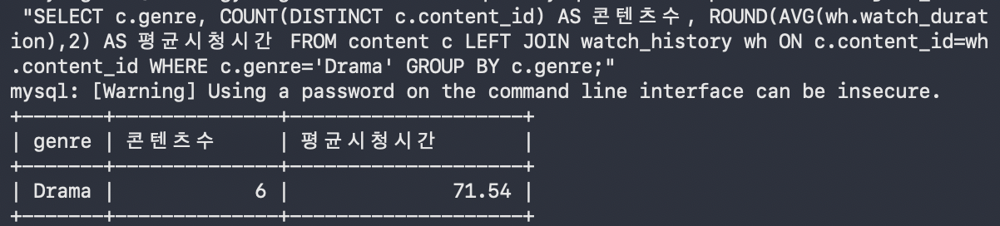 "SELECT c.genre, COUNT(DISTINCT c.content_id) AS 콘텐츠수, ROUND(AVG(wh.watch_durat
ion),2) AS 평균시청시간 FROM content c LEFT JOIN watch_history wh ON c.content_id=wh
.content_id WHERE c.genre='Drama' GROUP BY c.genre;"
mysql: [Warning] Using a password on the command line interface can be insecure.
+-------+--------------+--------------------+
| genre | 콘텐츠수 | 평균시청시간 |
+-------+--------------+--------------------+
| Drama | 6 | 71.54 |
+-------+--------------+--------------------+